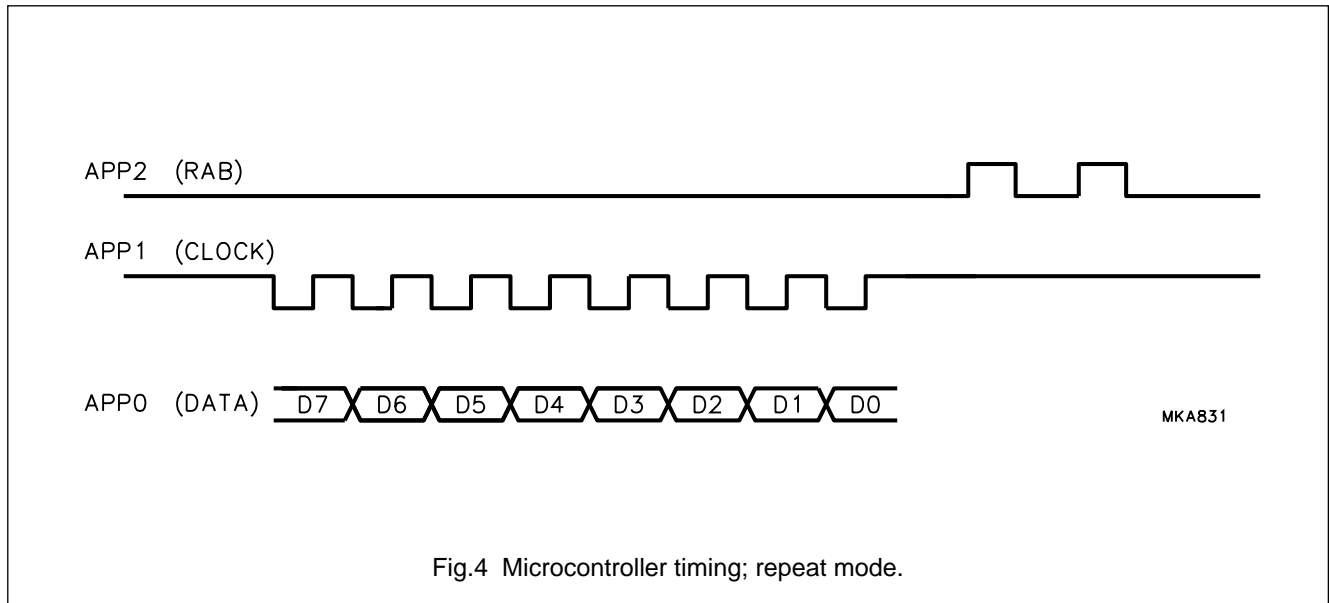 APP2 (RAB)
APP1 (CLOCK)
APP0 (DATA) D7 D6 D5 D4 D3 D2 D1 D0
MKA831
Fig.4 Microcontroller timing; repeat mode.